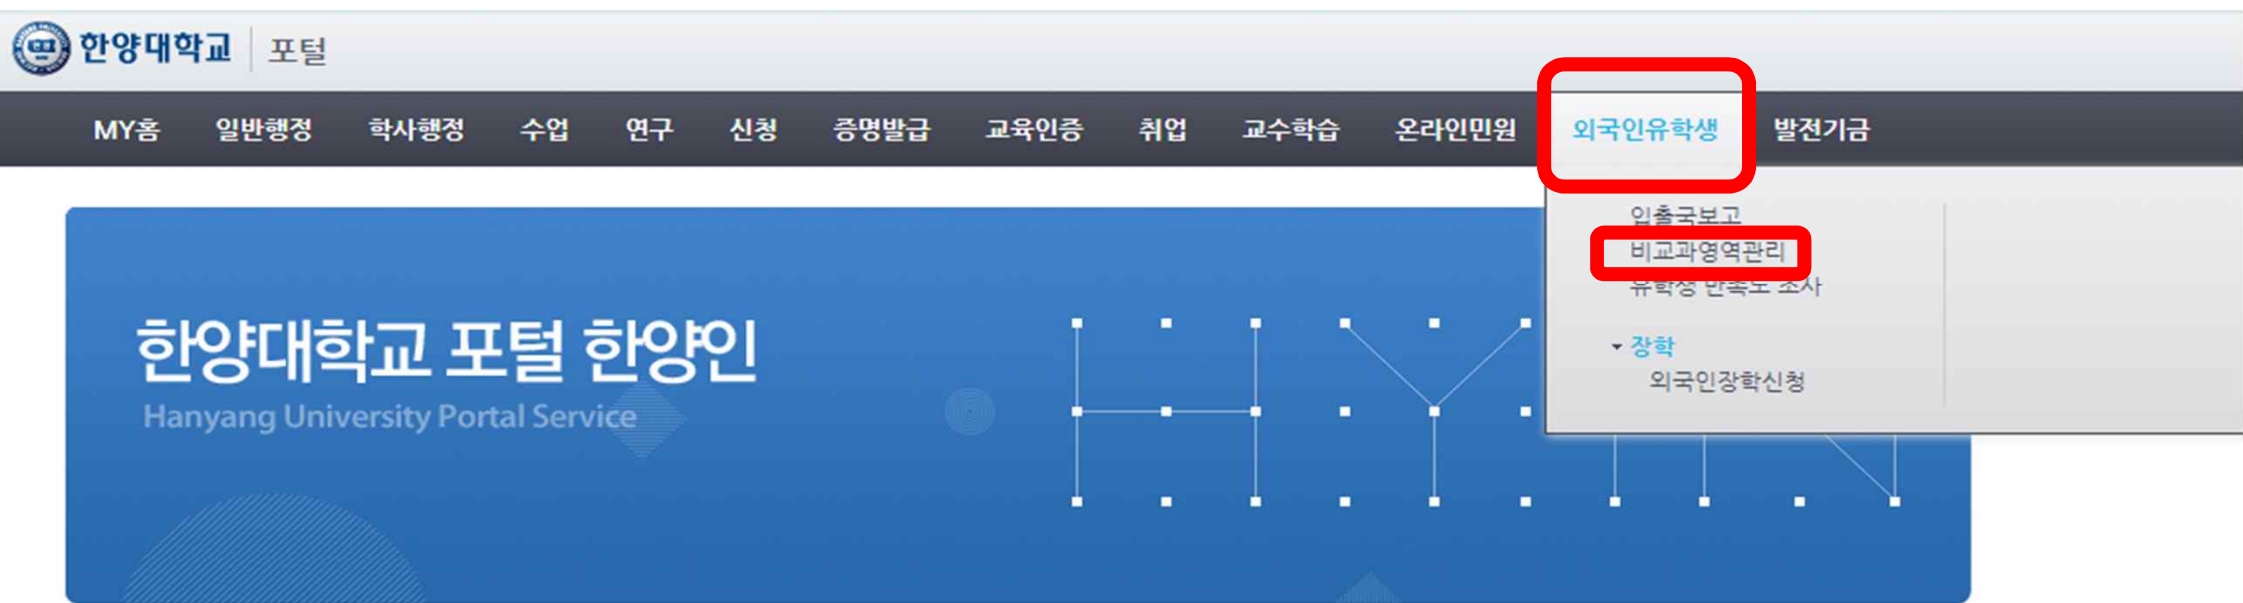 한양대학교 포털
MY홈 일반행정 학사행정 수업 연구 신청 증명발급 교육인증 취업 교수학습 온라인민원 외국인유학생 발전기금
입출국보고
비교과영역관리
유학생 만족도 조사
장학
외국인장학신청
한양대학교 포털 한양인
Hanyang University Portal Service